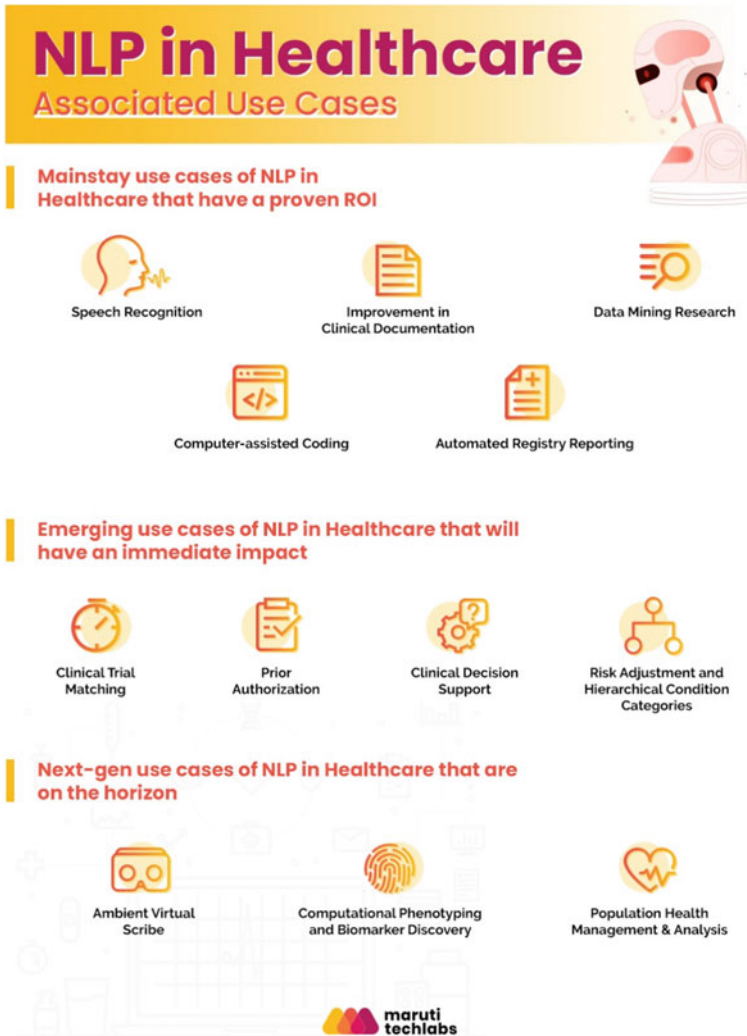 NLP in Healthcare
Associated Use Cases
Mainstay use cases of NLP in
Healthcare that have a proven ROI
Speech Recognition
Improvement in
Clinical Documentation
Data Mining Research
</>
Computer-assisted Coding
Automated Registry Reporting
Emerging use cases of NLP in Healthcare that will
have an immediate impact
Clinical Trial
Matching
Prior
Authorization
?
Clinical Decision
Support
Risk Adjustment and
Hierarchical Condition
Categories
Next-gen use cases of NLP in Healthcare that are
on the horizon
Ambient Virtual
Scribe
Computational Phenotyping
and Biomarker Discovery
Population Health
Management & Analysis
maruti
techlabs